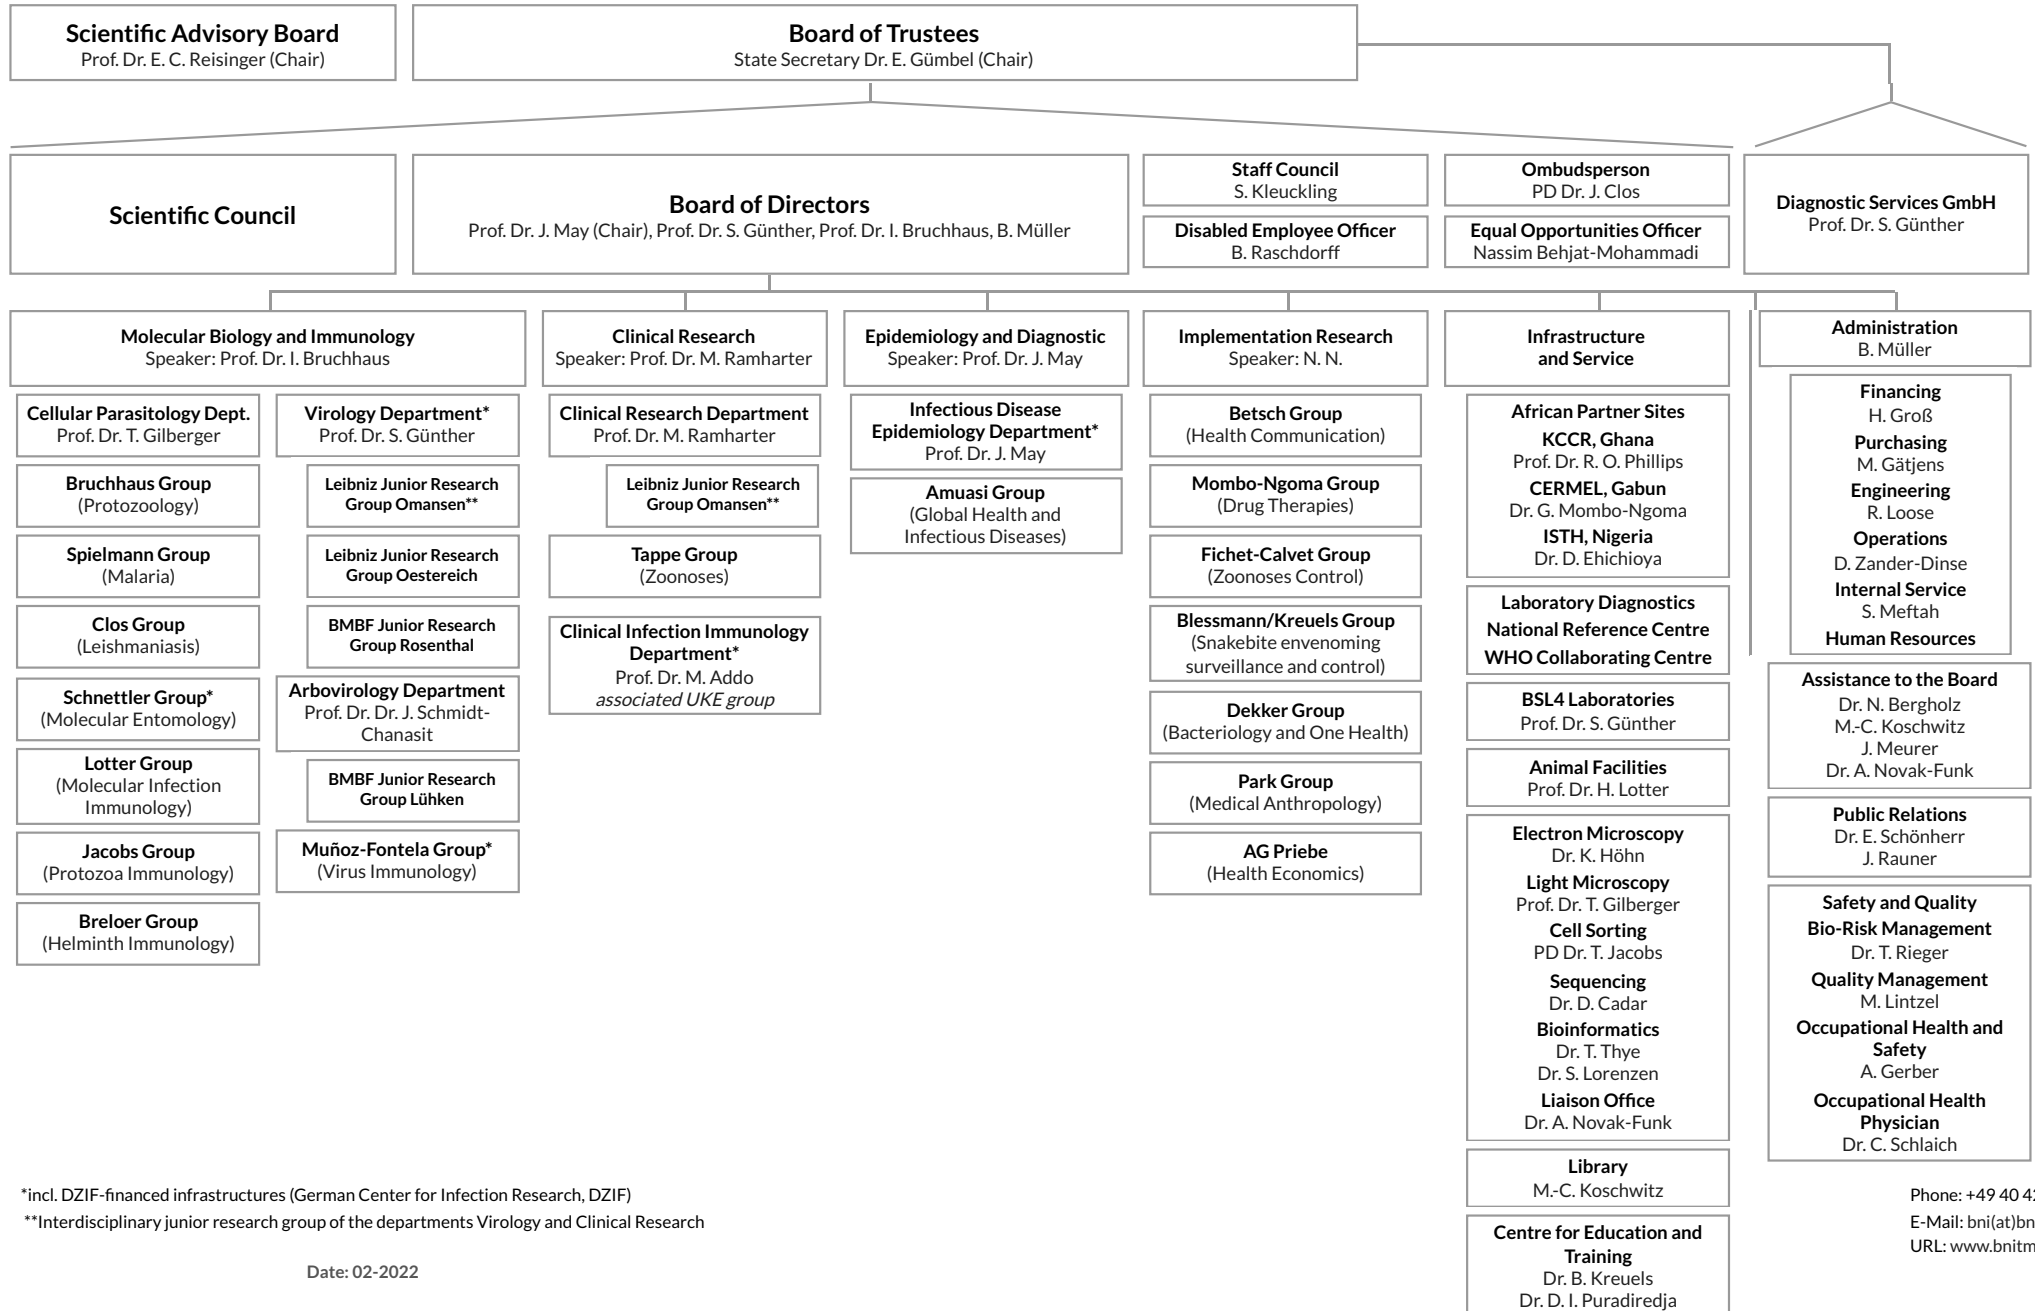 Scientific Advisory Board
Prof. Dr. E. C. Reisinger (Chair)
Board of Trustees
State Secretary Dr. E. Gümbel (Chair)
Scientific Council
Board of Directors
Prof. Dr. J. May (Chair), Prof. Dr. S. Günther, Prof. Dr. I. Bruchhaus, B. Müller
Staff Council
S. Kleuckling
Disabled Employee Officer
B. Raschdorff
Ombudsperson
PD Dr. J. Clos
Equal Opportunities Officer
Nassim Behjat-Mohammadi
Diagnostic Services GmbH
Prof. Dr. S. Günther
Molecular Biology and Immunology
Speaker: Prof. Dr. I. Bruchhaus
Cellular Parasitology Dept.
Prof. Dr. T. Gilberger
Bruchhaus Group
(Protozoology)
Spielmann Group
(Malaria)
Clos Group
(Leishmaniasis)
Schnettler Group*
(Molecular Entomology)
Lotter Group
(Molecular Infection
Immunology)
Jacobs Group
(Protozoa Immunology)
Breloer Group
(Helminth Immunology)
Virology Department*
Prof. Dr. S. Günther
Leibniz Junior Research
Group Omansen**
Leibniz Junior Research
Group Oestereich
BMBF Junior Research
Group Rosenthal
Arbovirology Department
Prof. Dr. Dr. J. Schmidt-
Chanasit
BMBF Junior Research
Group Lühken
Muñoz-Fontela Group*
(Virus Immunology)
Clinical Research
Speaker: Prof. Dr. M. Ramharter
Clinical Research Department
Prof. Dr. M. Ramharter
Leibniz Junior Research
Group Omansen**
Tappe Group
(Zoonoses)
Clinical Infection Immunology
Department*
Prof. Dr. M. Addo
associated UKE group
Epidemiology and Diagnostic
Speaker: Prof. Dr. J. May
Infectious Disease
Epidemiology Department*
Prof. Dr. J. May
Amuasi Group
(Global Health and
Infectious Diseases)
Implementation Research
Speaker: N. N.
Betsch Group
(Health Communication)
Mombo-Ngoma Group
(Drug Therapies)
Fichet-Calvet Group
(Zoonoses Control)
Blessmann/Kreuels Group
(Snakebite envenoming
surveillance and control)
Dekker Group
(Bacteriology and One Health)
Park Group
(Medical Anthropology)
AG Priebe
(Health Economics)
Infrastructure
and Service
African Partner Sites
KCCR, Ghana
Prof. Dr. R. O. Phillips
CERMEL, Gabun
Dr. G. Mombo-Ngoma
ISTH, Nigeria
Dr. D. Ehichioya
Laboratory Diagnostics
National Reference Centre
WHO Collaborating Centre
BSL4 Laboratories
Prof. Dr. S. Günther
Animal Facilities
Prof. Dr. H. Lotter
Electron Microscopy
Dr. K. Höhn
Light Microscopy
Prof. Dr. T. Gilberger
Cell Sorting
PD Dr. T. Jacobs
Sequencing
Dr. D. Cadar
Bioinformatics
Dr. T. Thye
Dr. S. Lorenzen
Liaison Office
Dr. A. Novak-Funk
Library
M.-C. Koschwitz
Centre for Education and
Training
Dr. B. Kreuels
Dr. D. I. Puradiredja
Administration
B. Müller
Financing
H. Groß
Purchasing
M. Gätjens
Engineering
R. Loose
Operations
D. Zander-Dinse
Internal Service
S. Meftah
Human Resources
Assistance to the Board
Dr. N. Bergholz
M.-C. Koschwitz
J. Meurer
Dr. A. Novak-Funk
Public Relations
Dr. E. Schönherr
J. Rauner
Safety and Quality
Bio-Risk Management
Dr. T. Rieger
Quality Management
M. Lintzel
Occupational Health and
Safety
A. Gerber
Occupational Health
Physician
Dr. C. Schlaich
*incl. DZIF-financed infrastructures (German Center for Infection Research, DZIF)
**Interdisciplinary junior research group of the departments Virology and Clinical Research
Date: 02-2022
Phone: +49 40 42
E-Mail: bni(at)bn
URL: www.bnitm